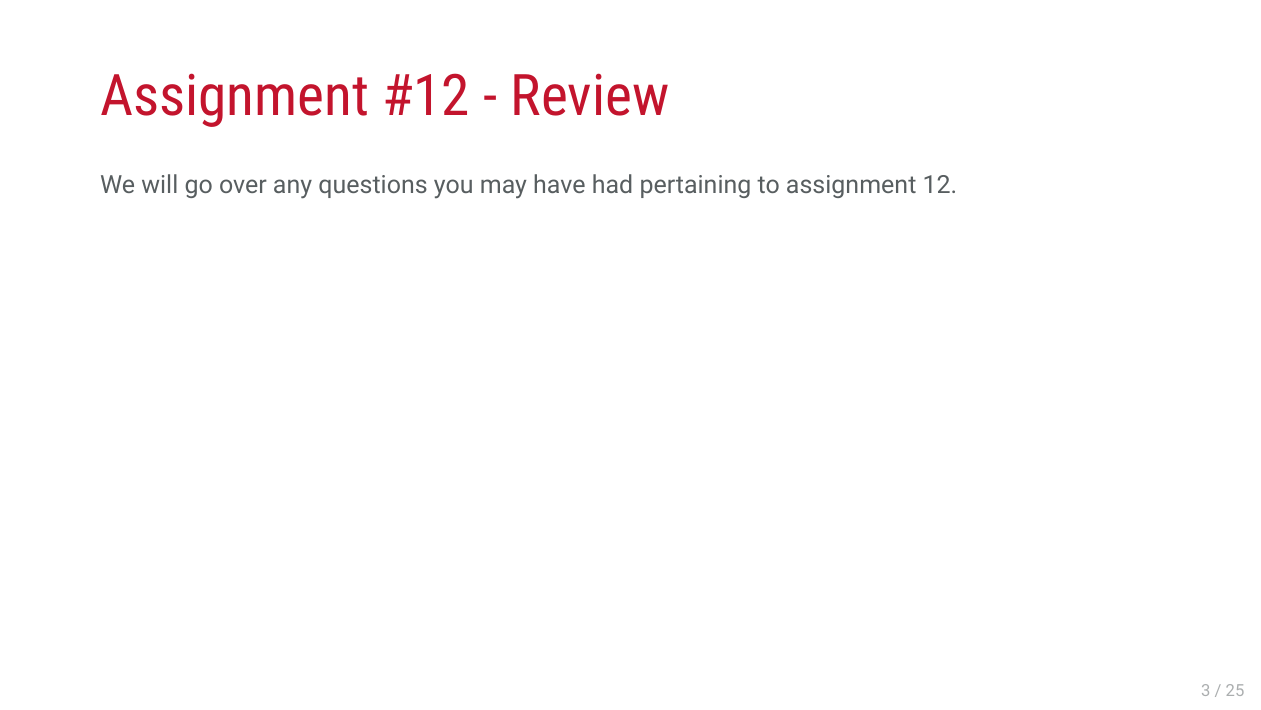 Assignment #12 - Review
We will go over any questions you may have had pertaining to assignment 12.
3 / 25